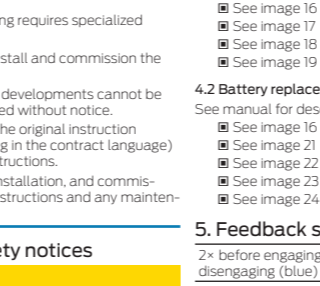 ng requires specialized
stall and commission the
developments cannot be
ed without notice.
he original instruction
g in the contract language)
tructions.
nstallation, and commis-
structions and any mainten-
ety notices
See image 16
See image 17
See image 18
See image 19
4.2 Battery replace
See manual for des
See image 16
See image 21
See image 22
See image 23
See image 24
5. Feedback s
2× before engaging
disengaging (blue)